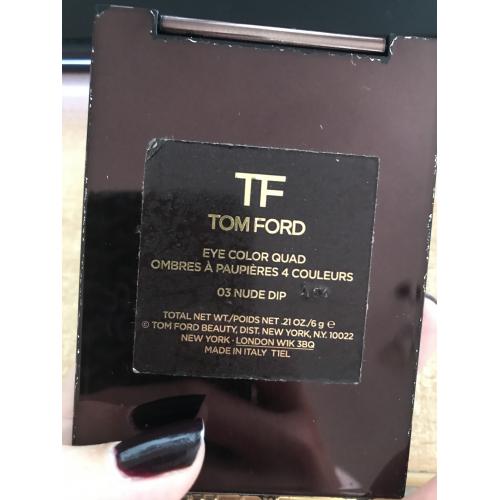 TF
TOM FORD
EYE COLOR QUAD
OMBRES À PAUPIÈRES 4 COULEURS
03 NUDE DIP
TOTAL NET WT./POIDS NET .21 OZ./6 g ℮
© TOM FORD BEAUTY, DIST. NEW YORK, N.Y. 10022
NEW YORK · LONDON W1K 3BQ
MADE IN ITALY T1EL